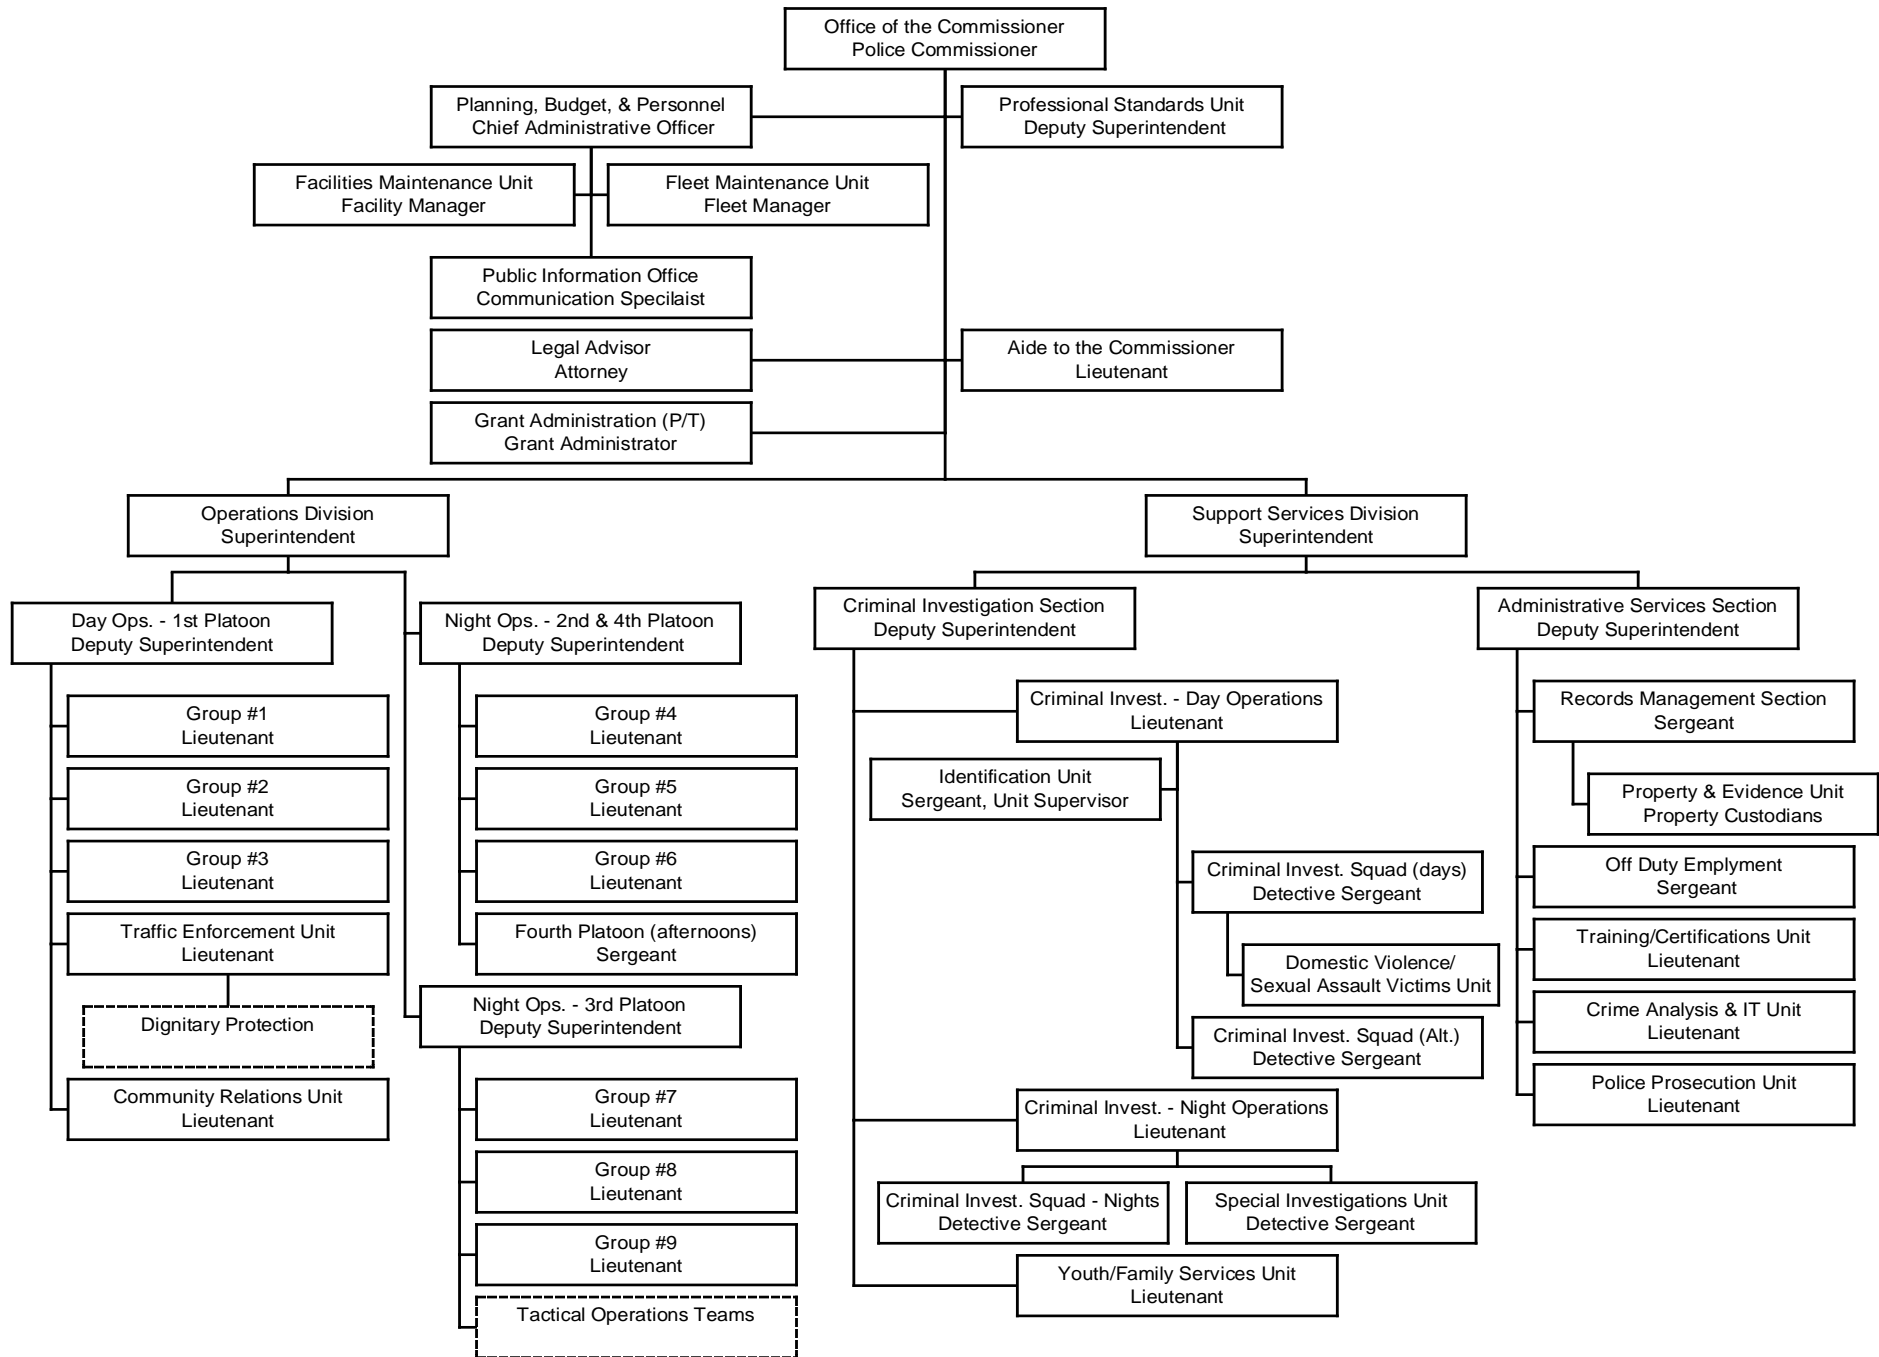 Office of the Commissioner
Police Commissioner
Planning, Budget, & Personnel
Chief Administrative Officer
Professional Standards Unit
Deputy Superintendent
Facilities Maintenance Unit
Facility Manager
Fleet Maintenance Unit
Fleet Manager
Public Information Office
Communication Specilaist
Legal Advisor
Attorney
Aide to the Commissioner
Lieutenant
Grant Administration (P/T)
Grant Administrator
Operations Division
Superintendent
Day Ops. - 1st Platoon
Deputy Superintendent
Group #1
Lieutenant
Group #2
Lieutenant
Group #3
Lieutenant
Traffic Enforcement Unit
Lieutenant
Dignitary Protection
Community Relations Unit
Lieutenant
Night Ops. - 2nd & 4th Platoon
Deputy Superintendent
Group #4
Lieutenant
Group #5
Lieutenant
Group #6
Lieutenant
Fourth Platoon (afternoons)
Sergeant
Night Ops. - 3rd Platoon
Deputy Superintendent
Group #7
Lieutenant
Group #8
Lieutenant
Group #9
Lieutenant
Tactical Operations Teams
Support Services Division
Superintendent
Criminal Investigation Section
Deputy Superintendent
Criminal Invest. - Day Operations
Lieutenant
Identification Unit
Sergeant, Unit Supervisor
Criminal Invest. Squad (days)
Detective Sergeant
Domestic Violence/
Sexual Assault Victims Unit
Criminal Invest. Squad (Alt.)
Detective Sergeant
Criminal Invest. - Night Operations
Lieutenant
Criminal Invest. Squad - Nights
Detective Sergeant
Special Investigations Unit
Detective Sergeant
Youth/Family Services Unit
Lieutenant
Administrative Services Section
Deputy Superintendent
Records Management Section
Sergeant
Property & Evidence Unit
Property Custodians
Off Duty Emplyment
Sergeant
Training/Certifications Unit
Lieutenant
Crime Analysis & IT Unit
Lieutenant
Police Prosecution Unit
Lieutenant